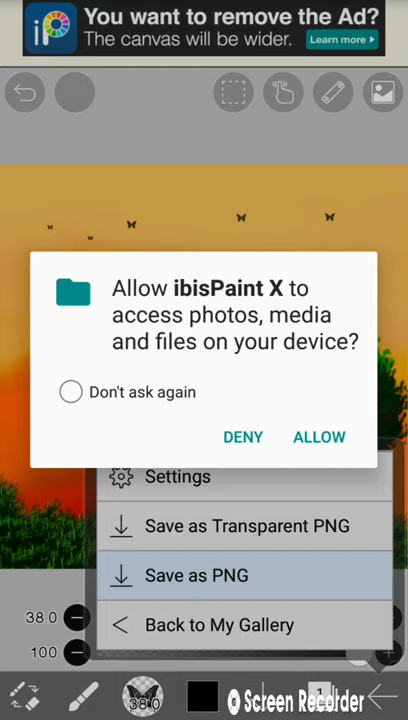 iP
You want to remove the Ad?
The canvas will be wider.
Learn more
Allow ibisPaint X to
access photos, media
and files on your device?
Don't ask again
DENY
ALLOW
Settings
Save as Transparent PNG
Save as PNG
Back to My Gallery
38.0
100
38.0
1
Screen Recorder